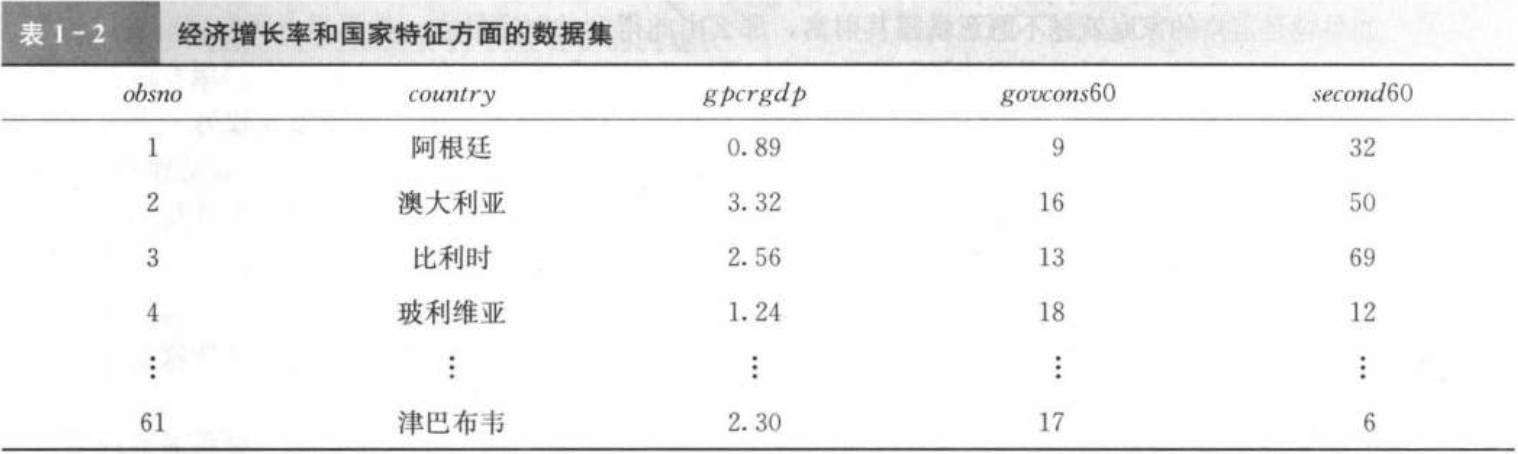 表 1-2 经济增长率和国家特征方面的数据集
obsno country gpcrgdp govcons60 second60
1 阿根廷 0.89 9 32
2 澳大利亚 3.32 16 50
3 比利时 2.56 13 69
4 玻利维亚 1.24 18 12
⋮ ⋮ ⋮ ⋮ ⋮
61 津巴布韦 2.30 17 6